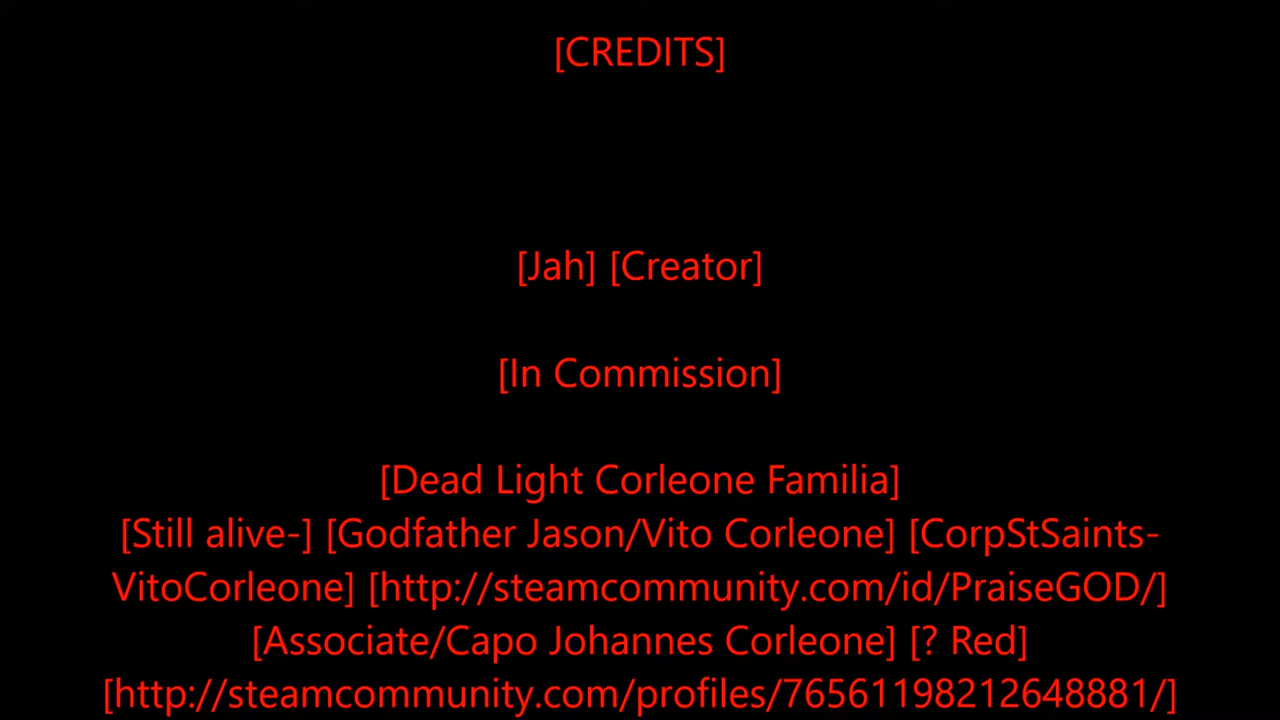 [CREDITS]
[Jah] [Creator]
[In Commission]
[Dead Light Corleone Familia]
[Still alive-] [Godfather Jason/Vito Corleone] [CorpStSaints-
VitoCorleone] [http://steamcommunity.com/id/PraiseGOD/]
[Associate/Capo Johannes Corleone] [? Red]
[http://steamcommunity.com/profiles/76561198212648881/]